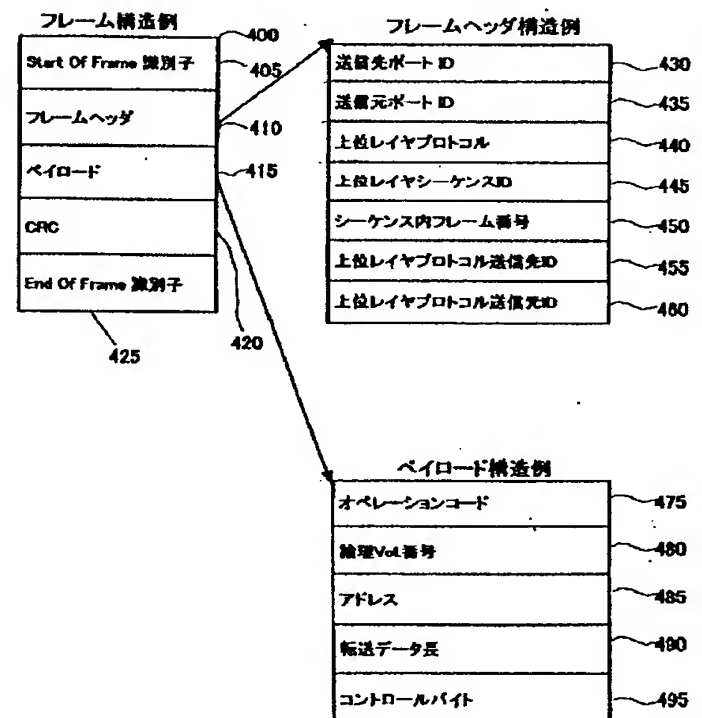 フレーム構造例
400
Start Of Frame 識別子
405
フレームヘッダ
410
ペイロード
415
CRC
420
End Of Frame 識別子
425
フレームヘッダ構造例
送信先ポート ID
430
送信元ポート ID
435
上位レイヤプロトコル
440
上位レイヤシーケンスID
445
シーケンス内フレーム番号
450
上位レイヤプロトコル送信先ID
455
上位レイヤプロトコル送信元ID
460
ペイロード構造例
オペレーションコード
475
論理Vol.番号
480
アドレス
485
転送データ長
490
コントロールバイト
495